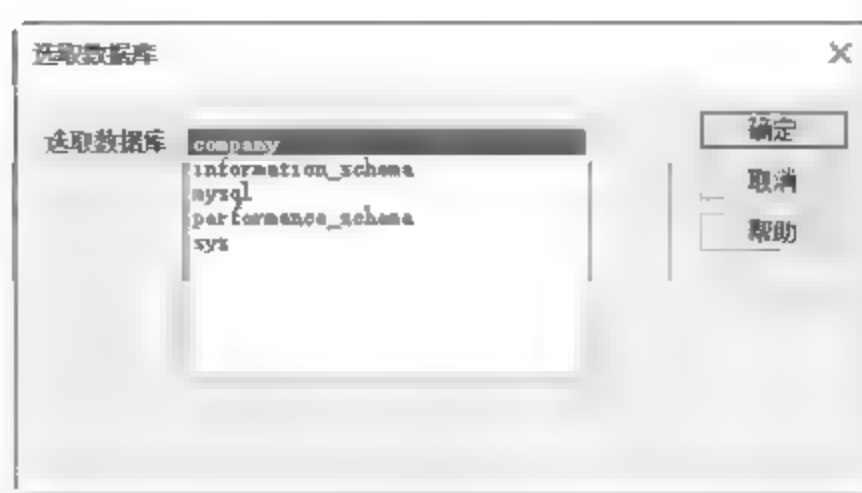 选取数据库
选取数据库
company
information_schema
mysql
performance_schema
sys
确定
取消
帮助